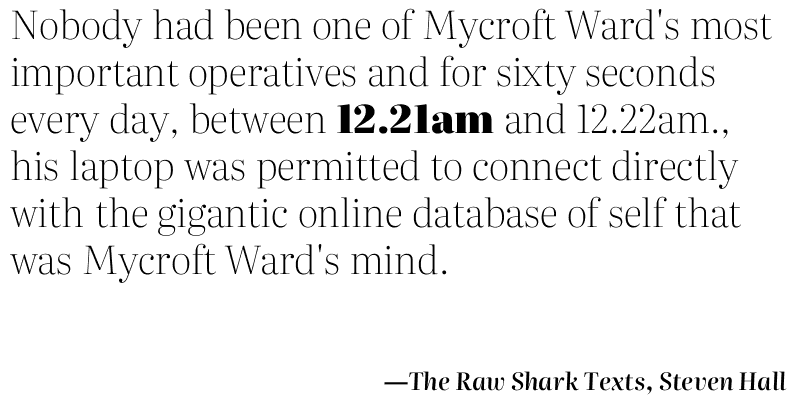 Nobody had been one of Mycroft Ward's most
important operatives and for sixty seconds
every day, between 12.21am and 12.22am.,
his laptop was permitted to connect directly
with the gigantic online database of self that
was Mycroft Ward's mind.
—The Raw Shark Texts, Steven Hall